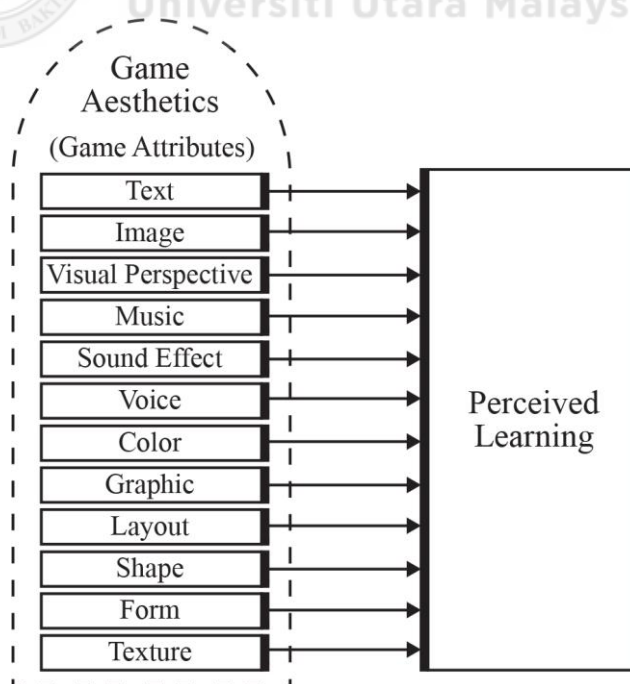 Universiti Utara Malays
Game
Aesthetics
(Game Attributes)
Text
Image
Visual Perspective
Music
Sound Effect
Voice
Color
Graphic
Layout
Shape
Form
Texture
Perceived
Learning